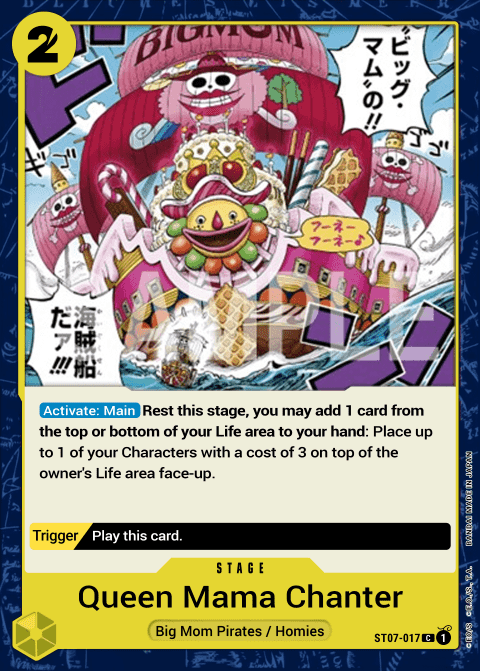 2
BIGMOM
"ビッグ・
マム"の!!
フーネー
フーネー♪
海賊船
だァ!!!
SAMPLE
Activate: Main Rest this stage, you may add 1 card from
the top or bottom of your Life area to your hand: Place up
to 1 of your Characters with a cost of 3 on top of the
owner's Life area face-up.
Trigger Play this card.
STAGE
Queen Mama Chanter
Big Mom Pirates / Homies
ST07-017 C 1
©EO/S ©E.O./S., T.A. BANDAI MADE IN JAPAN